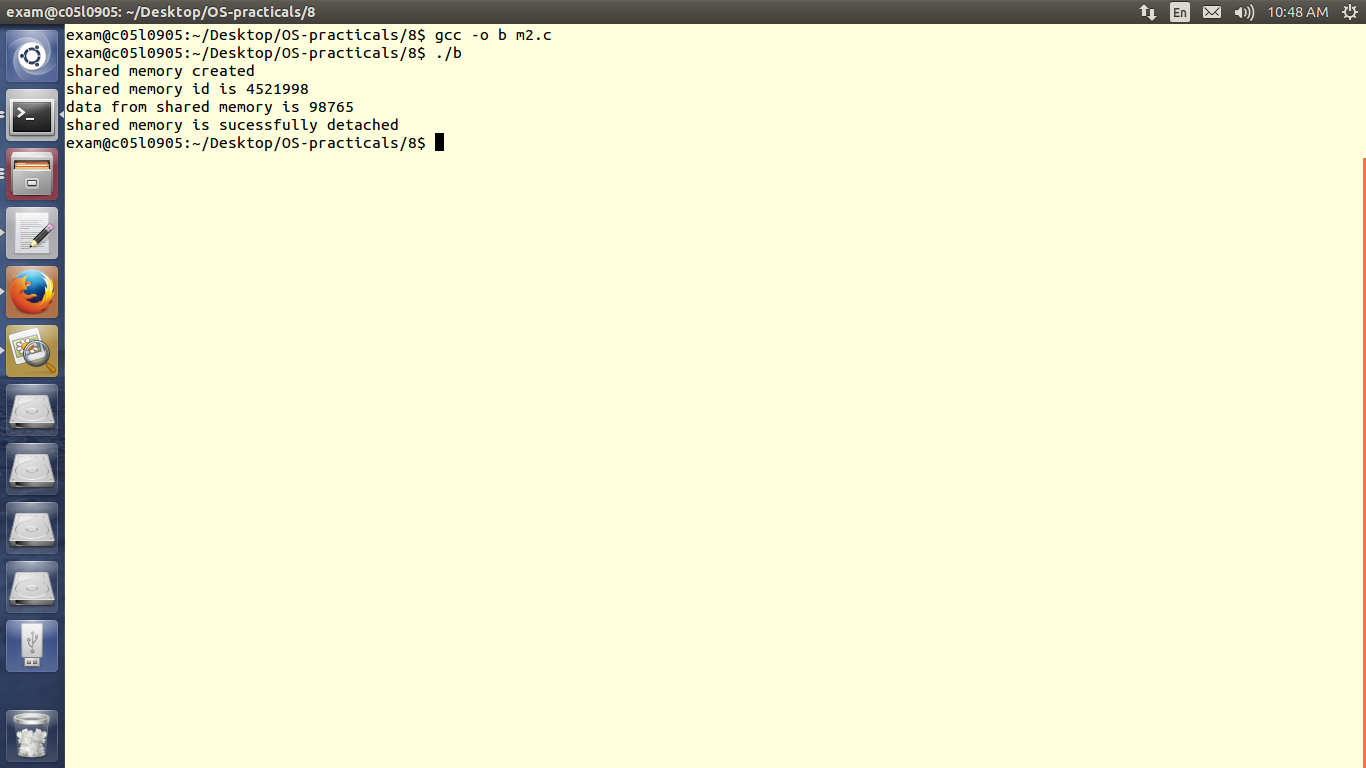 exam@c05l0905: ~/Desktop/OS-practicals/8
En
10:48 AM
exam@c05l0905:~/Desktop/OS-practicals/8$ gcc -o b m2.c
exam@c05l0905:~/Desktop/OS-practicals/8$ ./b
shared memory created
shared memory id is 4521998
data from shared memory is 98765
shared memory is sucessfully detached
exam@c05l0905:~/Desktop/OS-practicals/8$